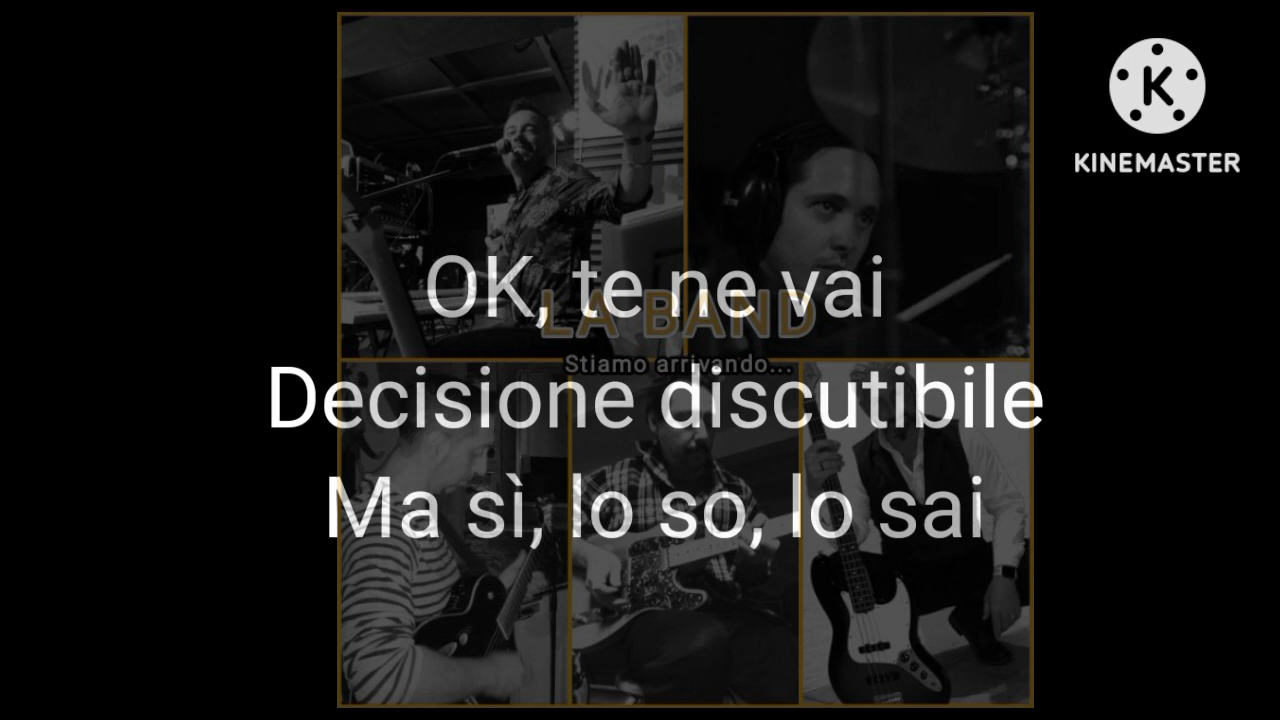 KINEMASTER
OK, te ne vai
LA BAND
Stiamo arrivando...
Decisione discutibile
Ma sì, lo so, lo sai